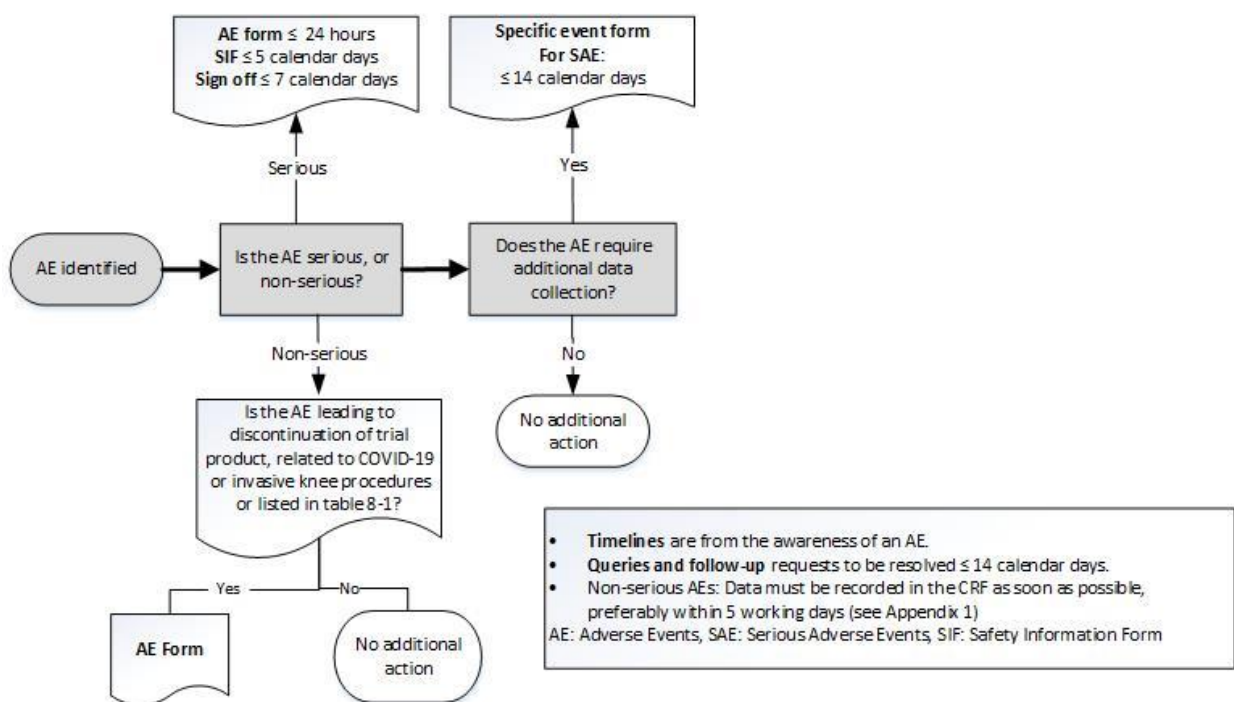 AE form ≤ 24 hours
SIF ≤ 5 calendar days
Sign off ≤ 7 calendar days
Specific event form
For SAE:
≤ 14 calendar days
Serious
Yes
AE identified
Is the AE serious, or
non-serious?
Does the AE require
additional data
collection?
Non-serious
No
Is the AE leading to
discontinuation of trial
product, related to COVID-19
or invasive knee procedures
or listed in table 8-1?
No additional
action
Yes
No
AE Form
No additional
action
• Timelines are from the awareness of an AE.
• Queries and follow-up requests to be resolved ≤ 14 calendar days.
• Non-serious AEs: Data must be recorded in the CRF as soon as possible,
preferably within 5 working days (see Appendix 1)
AE: Adverse Events, SAE: Serious Adverse Events, SIF: Safety Information Form